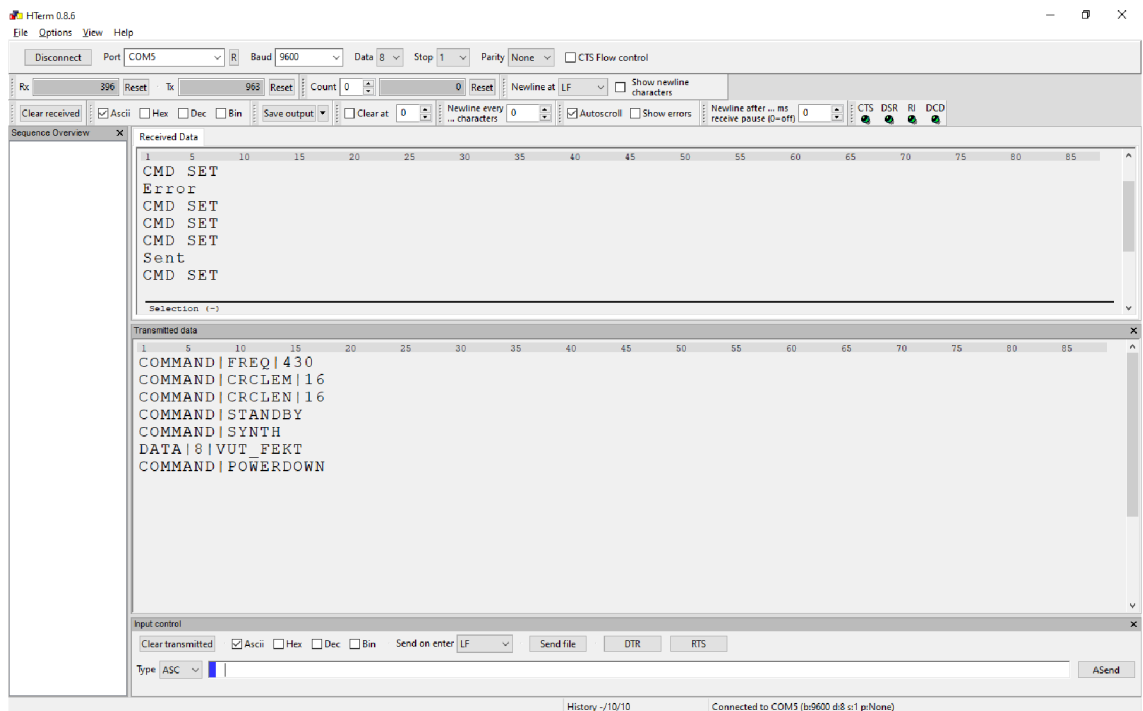 HTerm 0.8.6
File Options View Help
Disconnect Port COM5 R Baud 9600 Data 8 Stop 1 Parity None CTS Flow control
Rx 396 Reset Tx 963 Reset Count 0 0 Reset Newline at LF Show newline characters
Clear received Ascii Hex Dec Bin Save output Clear at 0 Newline every ... characters 0 Autoscroll Show errors Newline after ... ms receive pause (0=off) 0 CTS DSR RI DCD
Sequence Overview
Received Data
1 5 10 15 20 25 30 35 40 45 50 55 60 65 70 75 80 85
CMD SET
Error
CMD SET
CMD SET
CMD SET
Sent
CMD SET
Selection (-)
Transmitted data
1 5 10 15 20 25 30 35 40 45 50 55 60 65 70 75 80 85
COMMAND|FREQ|430
COMMAND|CRCLEM|16
COMMAND|CRCLEN|16
COMMAND|STANDBY
COMMAND|SYNTH
DATA|8|VUT_FEKT
COMMAND|POWERDOWN
Input control
Clear transmitted Ascii Hex Dec Bin Send on enter LF Send file DTR RTS
Type ASC ASend
History -/10/10 Connected to COM5 (b:9600 d:8 s:1 p:None)